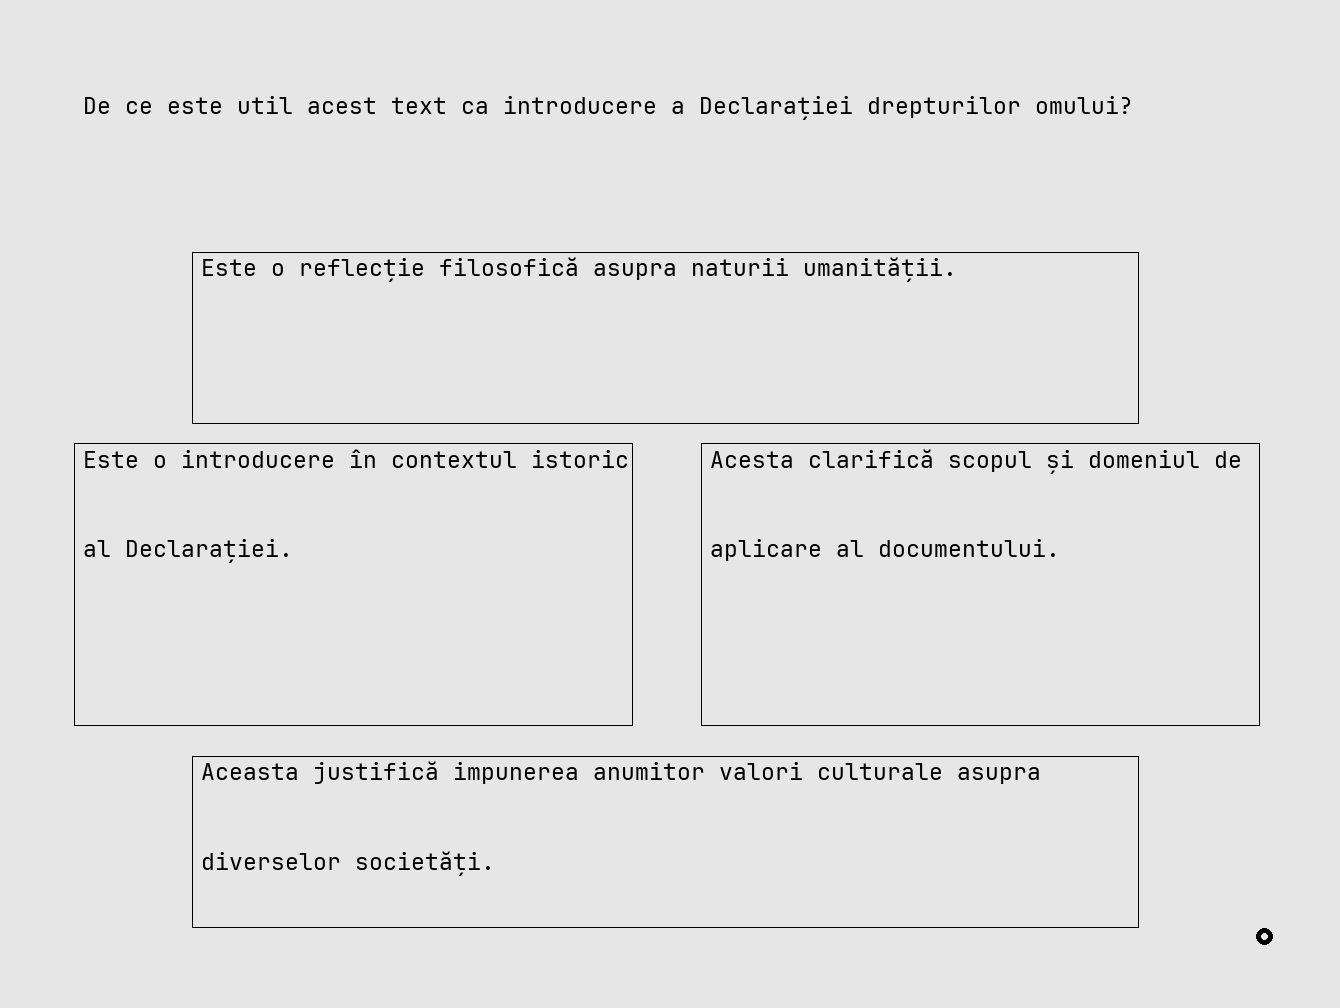 De ce este util acest text ca introducere a Declarației drepturilor omului?
Este o reflecție filosofică asupra naturii umanității.
Este o introducere în contextul istoric
al Declarației.
Acesta clarifică scopul și domeniul de
aplicare al documentului.
Aceasta justifică impunerea anumitor valori culturale asupra
diverselor societăți.